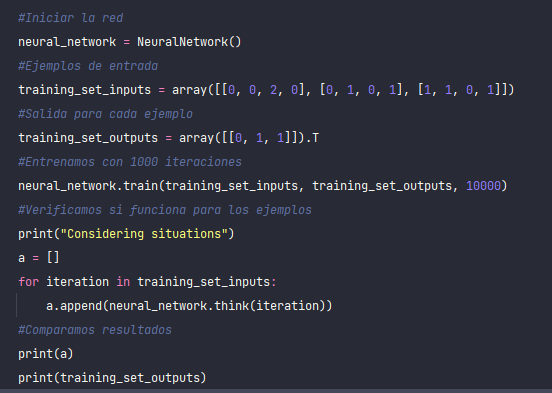 #Iniciar la red
neural_network = NeuralNetwork()
#Ejemplos de entrada
training_set_inputs = array([[0, 0, 2, 0], [0, 1, 0, 1], [1, 1, 0, 1]])
#Salida para cada ejemplo
training_set_outputs = array([[0, 1, 1]]).T
#Entrenamos con 1000 iteraciones
neural_network.train(training_set_inputs, training_set_outputs, 10000)
#Verificamos si funciona para los ejemplos
print("Considering situations")
a = []
for iteration in training_set_inputs:
    a.append(neural_network.think(iteration))
#Comparamos resultados
print(a)
print(training_set_outputs)